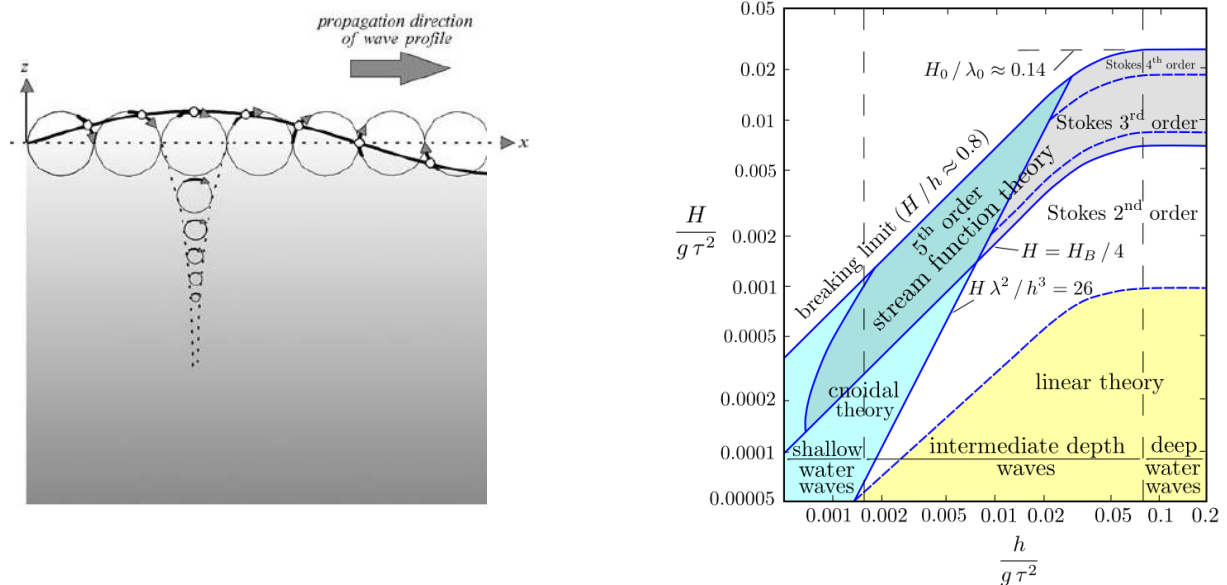 propagation direction
of wave profile
z
x
0.05
0.02
0.01
0.005
0.002
0.001
0.0005
0.0002
0.0001
0.00005
H
g τ²
H₀ / λ₀ ≈ 0.14
Stokes 4ᵗʰ order
Stokes 3ʳᵈ order
Stokes 2ⁿᵈ order
breaking limit (H / h ≈ 0.8)
5ᵗʰ order
stream function theory
H = H_B / 4
H λ² / h³ = 26
cnoidal
theory
linear theory
shallow
water
waves
intermediate depth
waves
deep
water
waves
0.001
0.002
0.005
0.01
0.02
0.05
0.1
0.2
h
g τ²